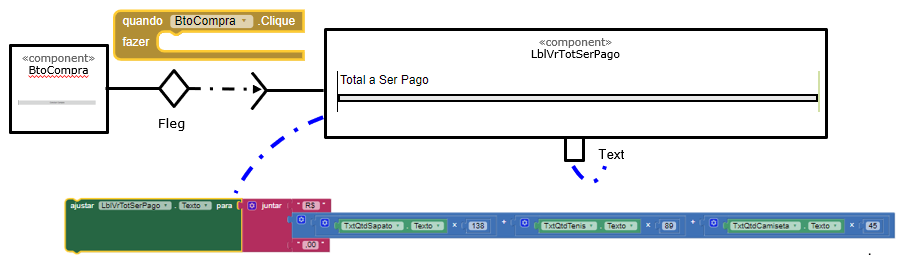 quando BtoCompra .Clique
fazer
«component»
BtoCompra
«component»
LblVrTotSerPago
Total a Ser Pago
Fleg
Text
ajustar LblVrTotSerPago . Texto para juntar " R$ "
TxtQtdSapato . Texto × 138 + TxtQtdTenis . Texto × 89 + TxtQtdCamiseta . Texto × 45
" ,00 "